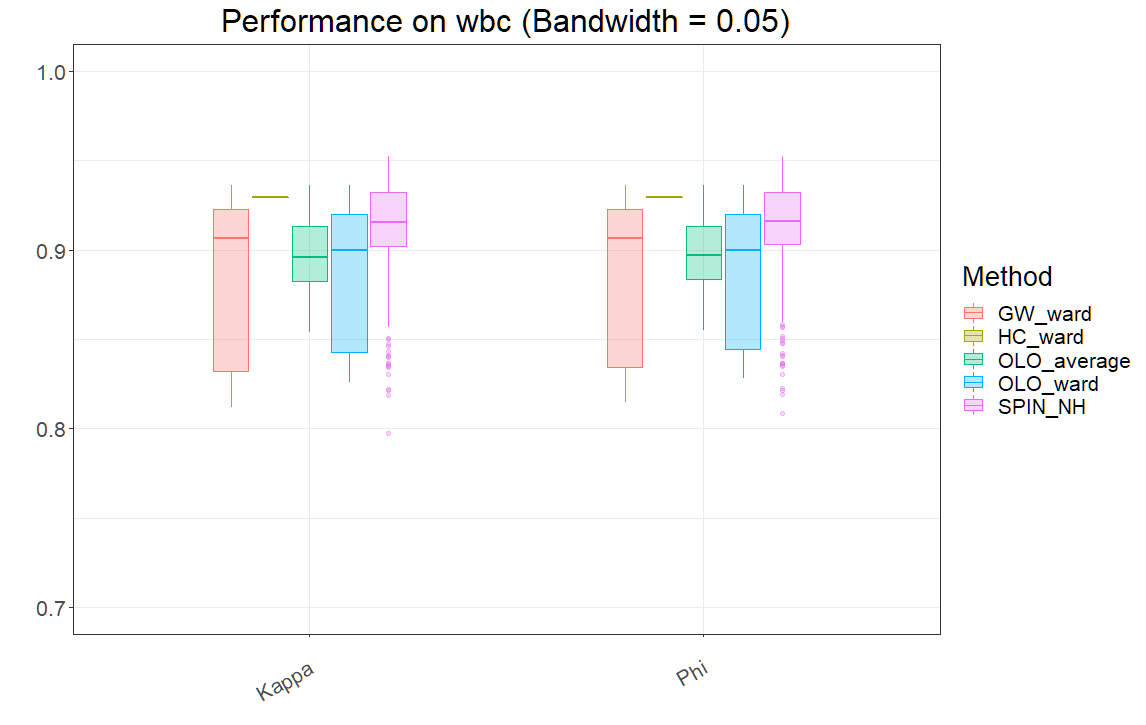 Performance on wbc (Bandwidth = 0.05)
1.0
0.9
0.8
0.7
Kappa
Phi
Method
GW_ward
HC_ward
OLO_average
OLO_ward
SPIN_NH